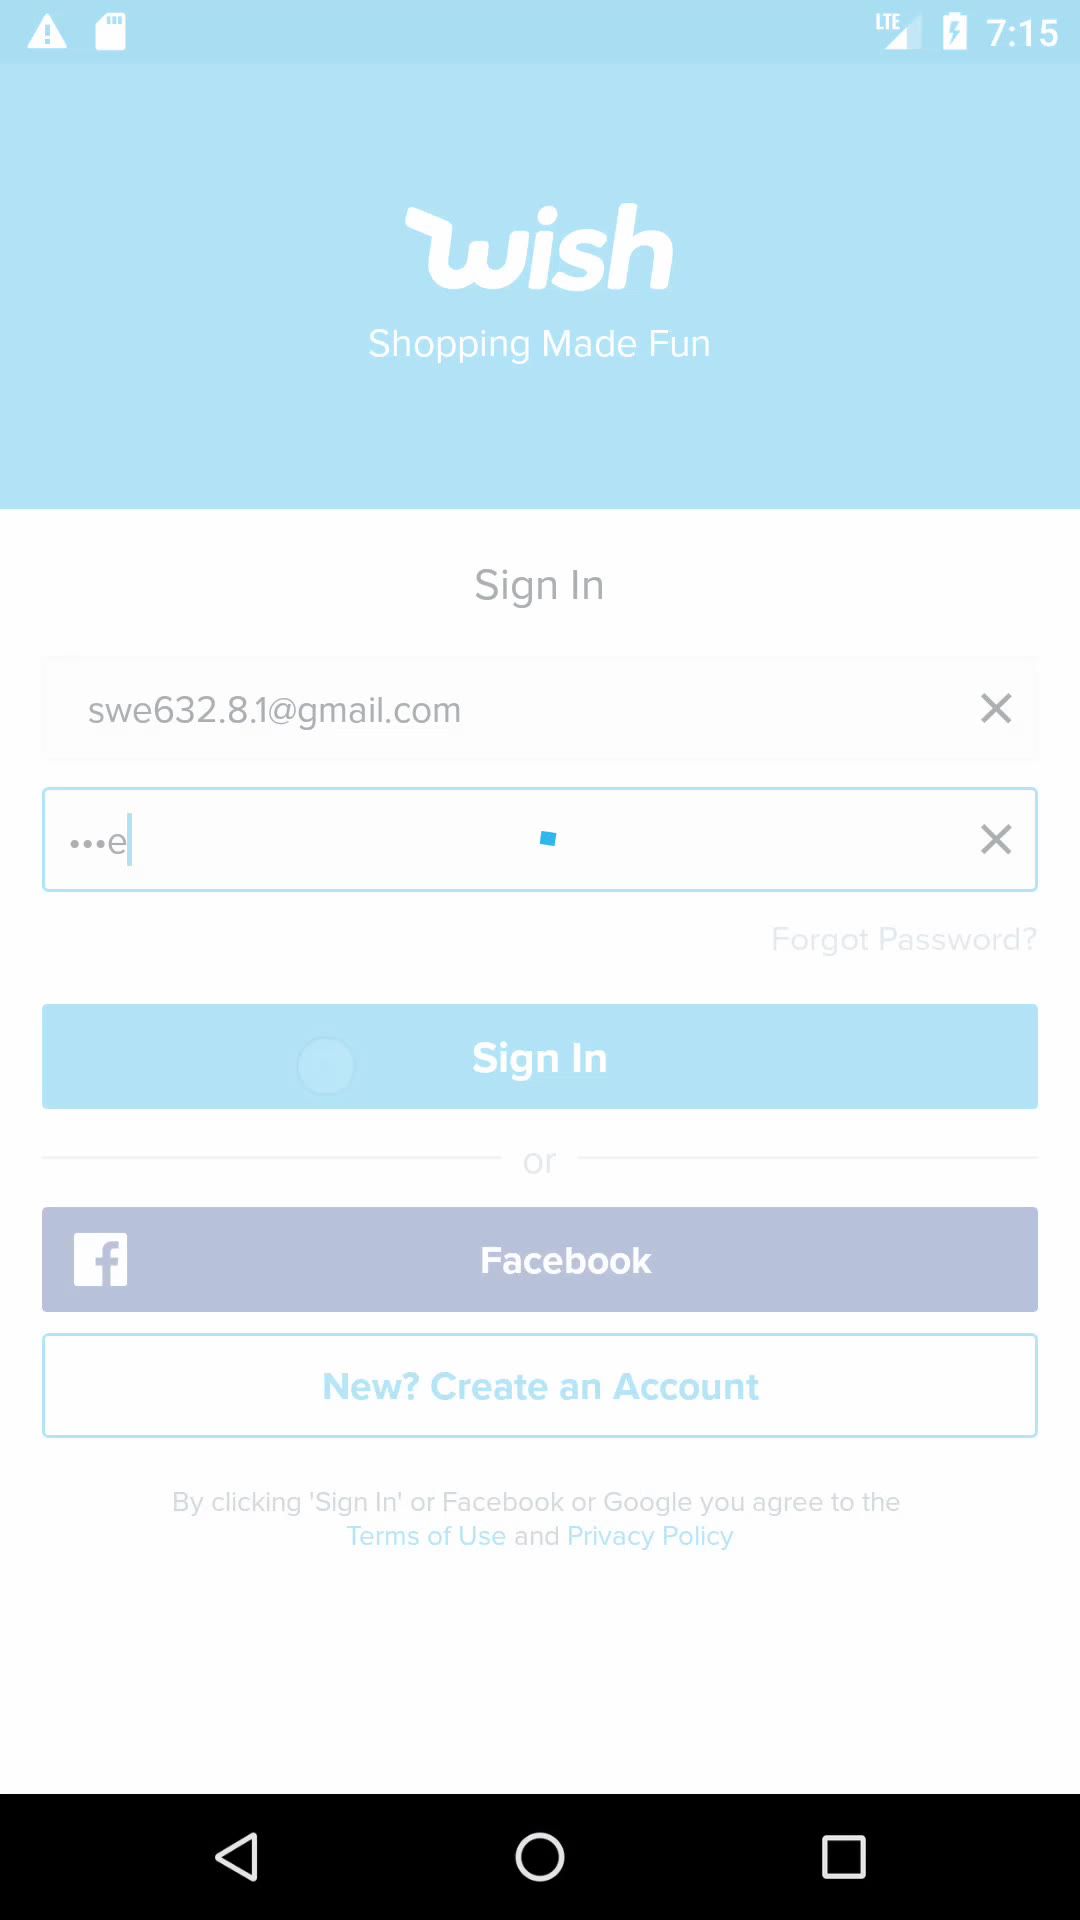 LTE 7:15
wish
Shopping Made Fun
Sign In
swe632.8.1@gmail.com
•••e
Forgot Password?
Sign In
or
Facebook
New? Create an Account
By clicking 'Sign In' or Facebook or Google you agree to the
Terms of Use and Privacy Policy